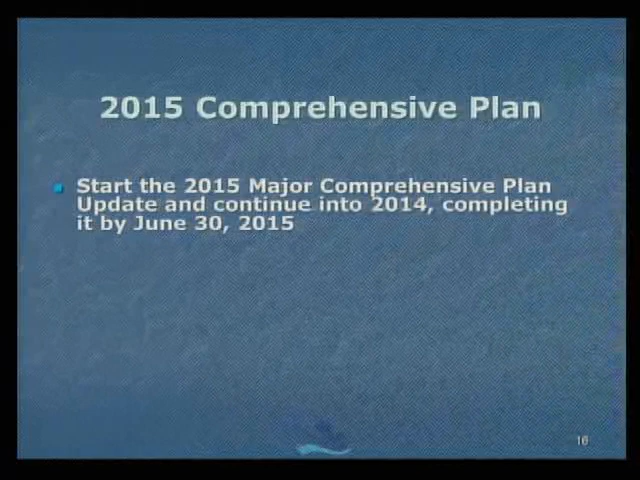 2015 Comprehensive Plan
Start the 2015 Major Comprehensive Plan
Update and continue into 2014, completing
it by June 30, 2015
16